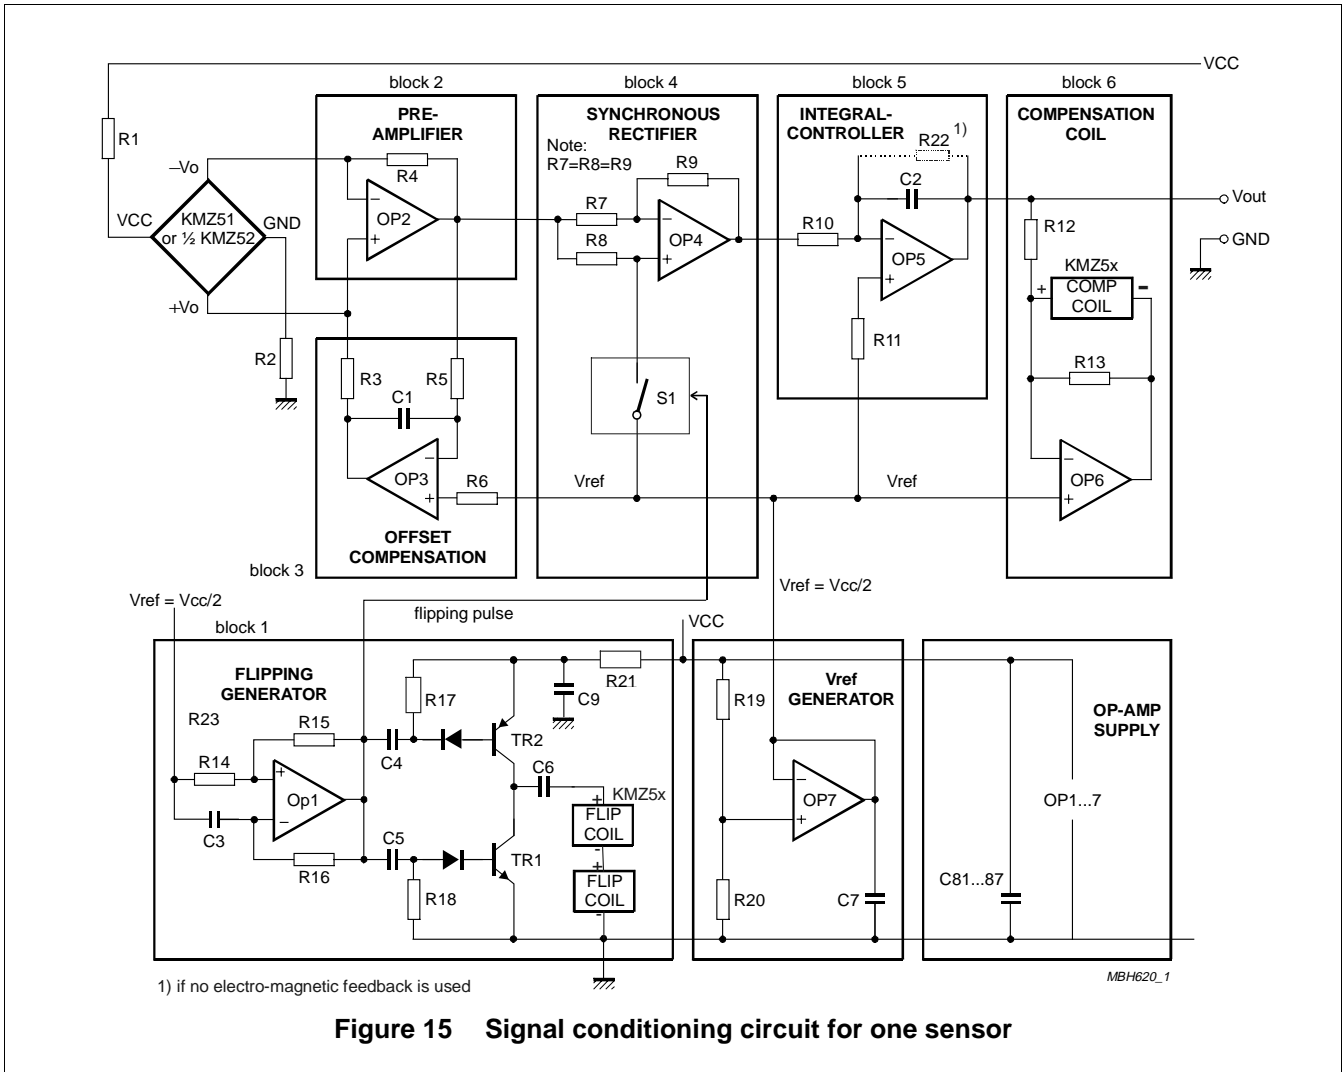 VCC
block 2
block 4
block 5
block 6
PRE-
AMPLIFIER
SYNCHRONOUS
RECTIFIER
INTEGRAL-
CONTROLLER
COMPENSATION
COIL
R1
Note:
R7=R8=R9
R22
1)
–Vo
R4
R9
C2
VCC
KMZ51
or ½ KMZ52
GND
OP2
−
+
R7
R8
OP4
−
+
R10
OP5
−
+
R12
Vout
GND
KMZ5x
+
COMP
COIL
-
+Vo
R2
R3
R5
C1
R11
R13
S1
OP3
−
+
R6
Vref
Vref
OP6
−
+
OFFSET
COMPENSATION
block 3
Vref = Vcc/2
Vref = Vcc/2
flipping pulse
block 1
VCC
FLIPPING
GENERATOR
R17
R21
C9
R19
Vref
GENERATOR
OP-AMP
SUPPLY
R23
R15
TR2
R14
C4
C6
KMZ5x
Op1
+
−
+
FLIP
COIL
-
OP7
−
+
OP1...7
C3
C5
R16
TR1
+
FLIP
COIL
-
R18
R20
C7
C81...87
MBH620_1
1) if no electro-magnetic feedback is used
Figure 15 Signal conditioning circuit for one sensor